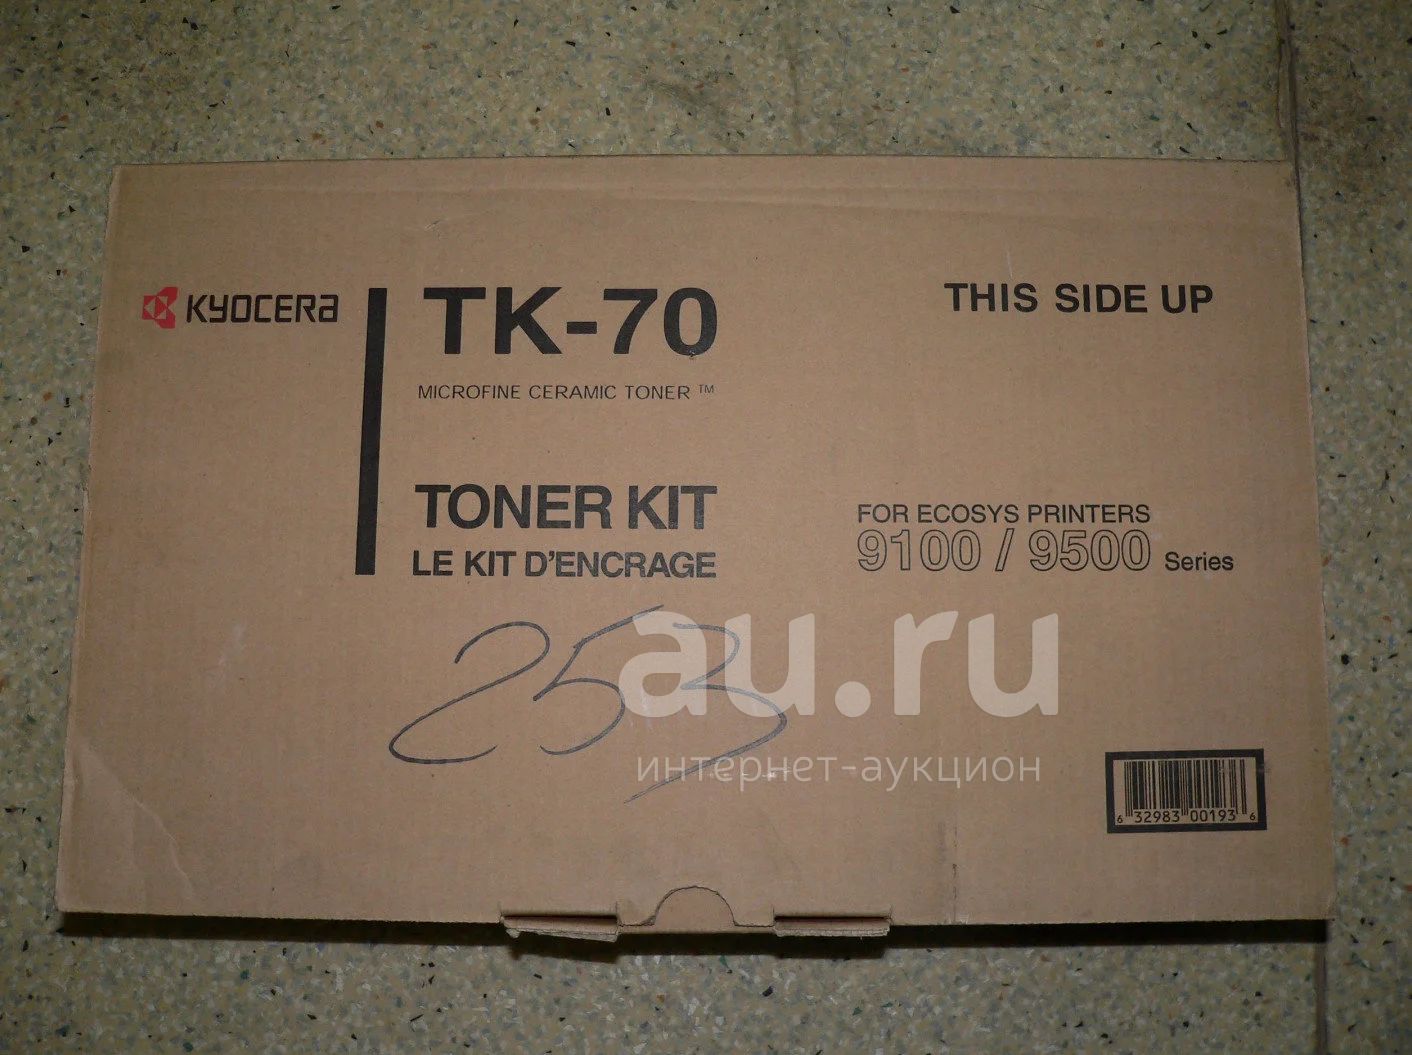 KYOCERA
TK-70
MICROFINE CERAMIC TONER ™
THIS SIDE UP
TONER KIT
LE KIT D'ENCRAGE
FOR ECOSYS PRINTERS
9100 / 9500 Series
253
au.ru
интернет-аукцион
6 32983 00193 6